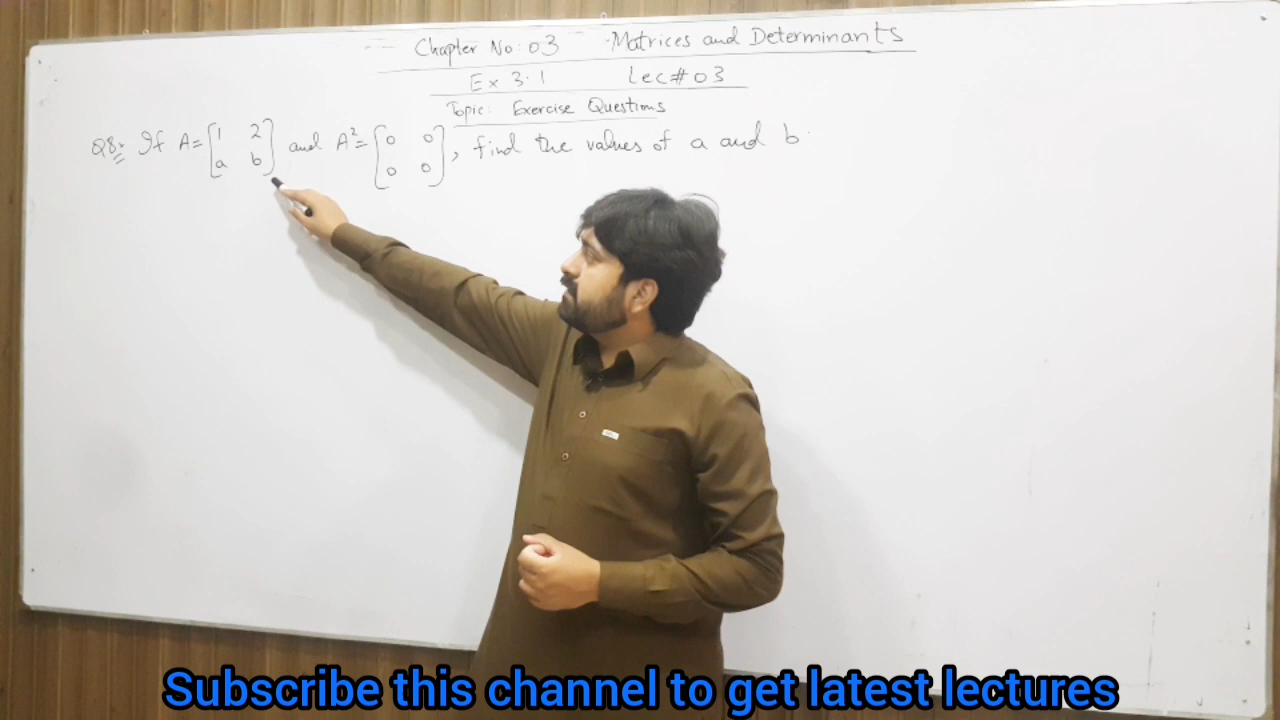 Chapter No: 03 Matrices and Determinants
Ex 3.1 Lec# 03
Topic: Exercise Questions
Q8: If A = [1 2 and A² = [0 0 , find the values of a and b
a b] 0 0]
Subscribe this channel to get latest lectures